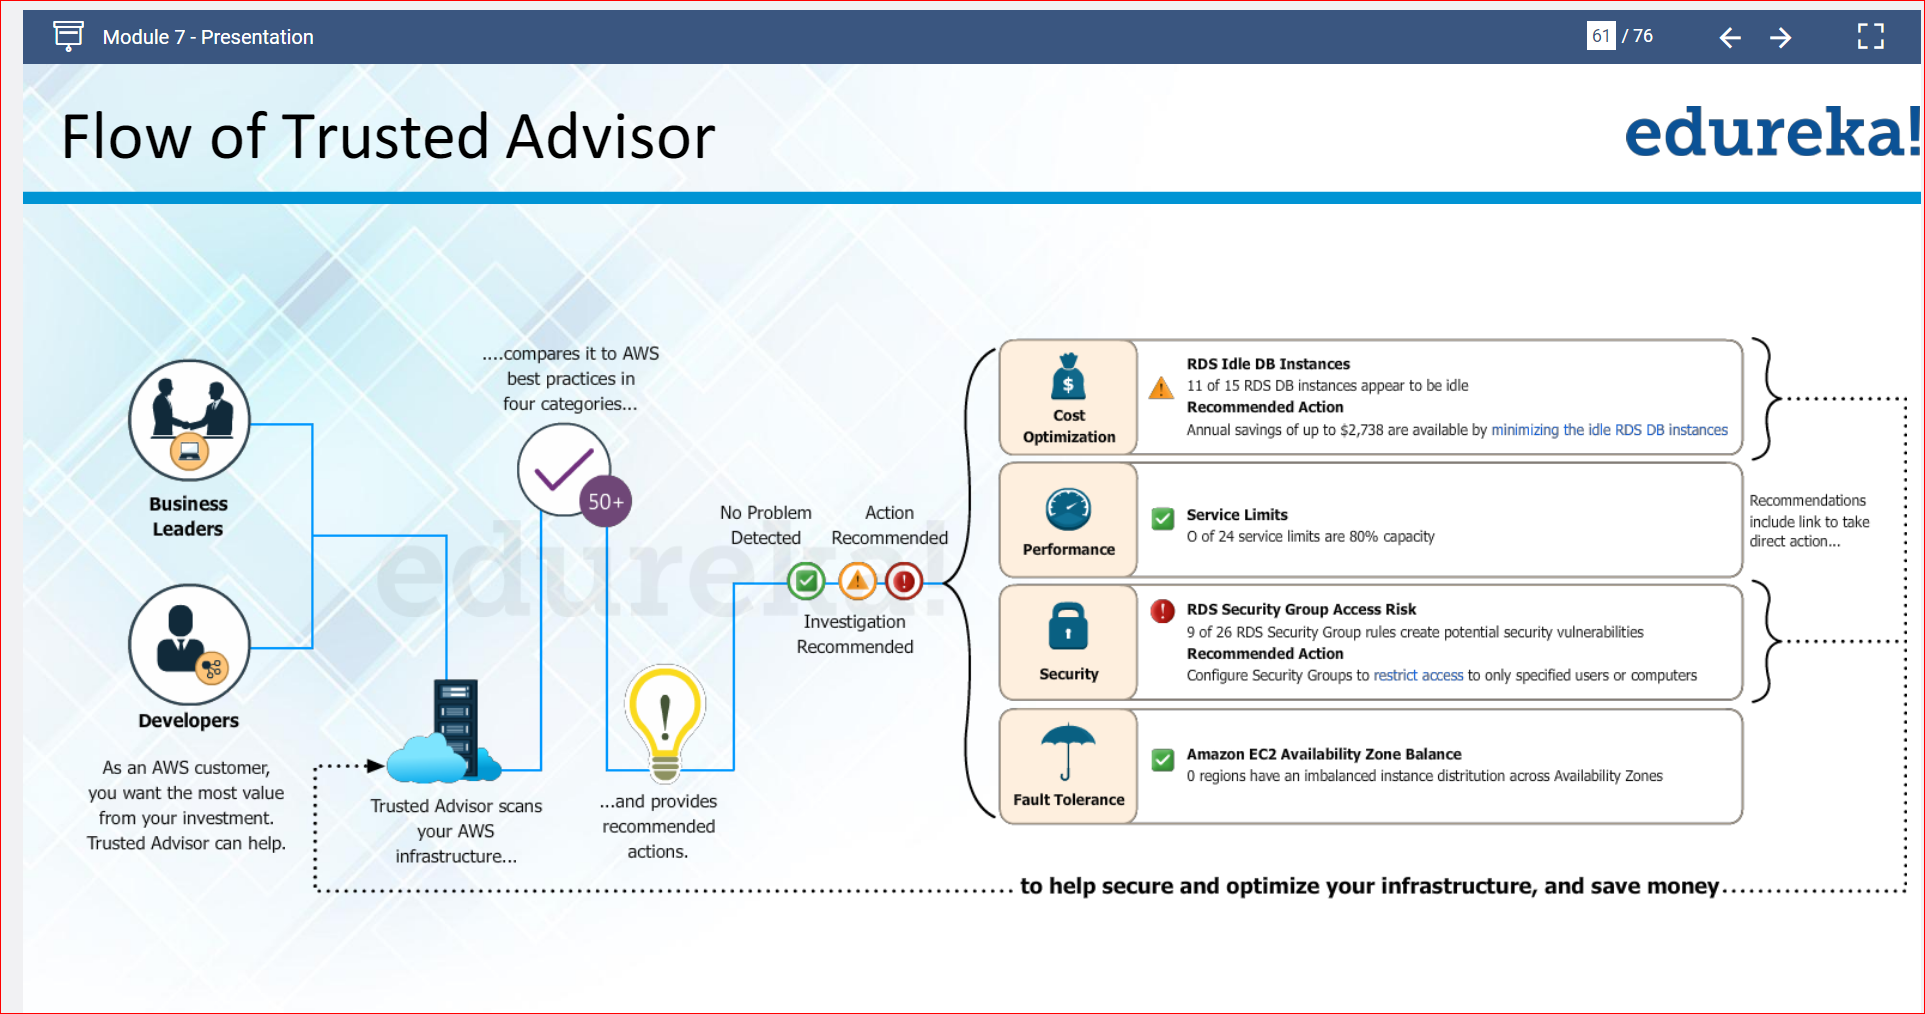 Module 7 - Presentation
61 / 76
Flow of Trusted Advisor
edureka!
Business
Leaders
Developers
As an AWS customer,
you want the most value
from your investment.
Trusted Advisor can help.
Trusted Advisor scans
your AWS
infrastructure...
....compares it to AWS
best practices in
four categories...
50+
...and provides
recommended
actions.
No Problem
Detected
Action
Recommended
Investigation
Recommended
edureka!
$
Cost
Optimization
RDS Idle DB Instances
11 of 15 RDS DB instances appear to be idle
Recommended Action
Annual savings of up to $2,738 are available by minimizing the idle RDS DB instances
Performance
Service Limits
O of 24 service limits are 80% capacity
Security
RDS Security Group Access Risk
9 of 26 RDS Security Group rules create potential security vulnerabilities
Recommended Action
Configure Security Groups to restrict access to only specified users or computers
Fault Tolerance
Amazon EC2 Availability Zone Balance
0 regions have an imbalanced instance distritution across Availability Zones
Recommendations
include link to take
direct action...
to help secure and optimize your infrastructure, and save money